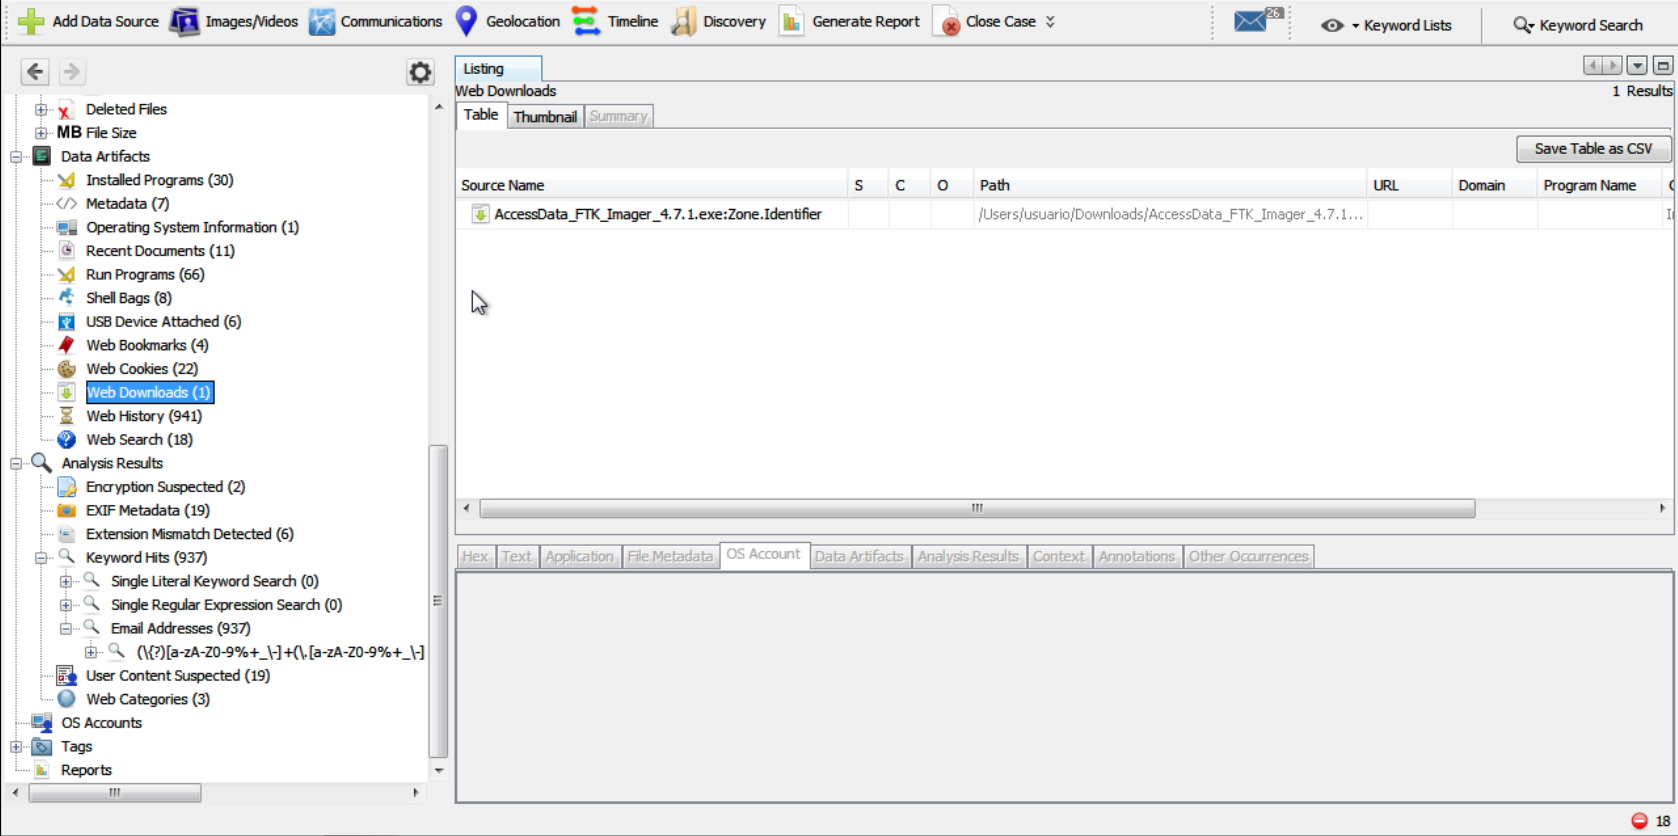 Add Data Source Images/Videos Communications Geolocation Timeline Discovery Generate Report Close Case 26 Keyword Lists Keyword Search
Listing
Web Downloads 1 Results
Table Thumbnail Summary
Save Table as CSV
Source Name S C O Path URL Domain Program Name
AccessData_FTK_Imager_4.7.1.exe:Zone.Identifier /Users/usuario/Downloads/AccessData_FTK_Imager_4.7.1...
Deleted Files
MB File Size
Data Artifacts
Installed Programs (30)
Metadata (7)
Operating System Information (1)
Recent Documents (11)
Run Programs (66)
Shell Bags (8)
USB Device Attached (6)
Web Bookmarks (4)
Web Cookies (22)
Web Downloads (1)
Web History (941)
Web Search (18)
Analysis Results
Encryption Suspected (2)
EXIF Metadata (19)
Extension Mismatch Detected (6)
Keyword Hits (937)
Single Literal Keyword Search (0)
Single Regular Expression Search (0)
Email Addresses (937)
(\{?)[a-zA-Z0-9%+_\-]+(\.[a-zA-Z0-9%+_\-]
User Content Suspected (19)
Web Categories (3)
OS Accounts
Tags
Reports
Hex Text Application File Metadata OS Account Data Artifacts Analysis Results Context Annotations Other Occurrences
18